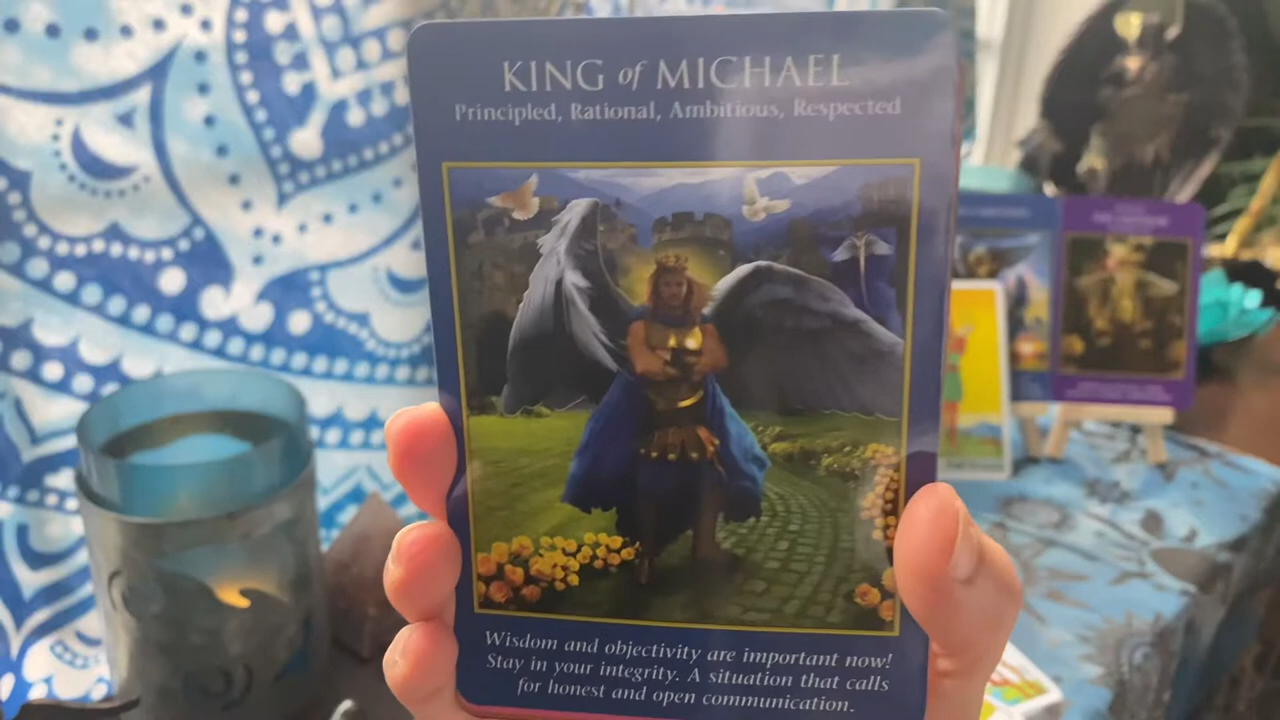 KING of MICHAEL
Principled, Rational, Ambitious, Respected
Wisdom and objectivity are important now!
Stay in your integrity. A situation that calls
for honest and open communication.